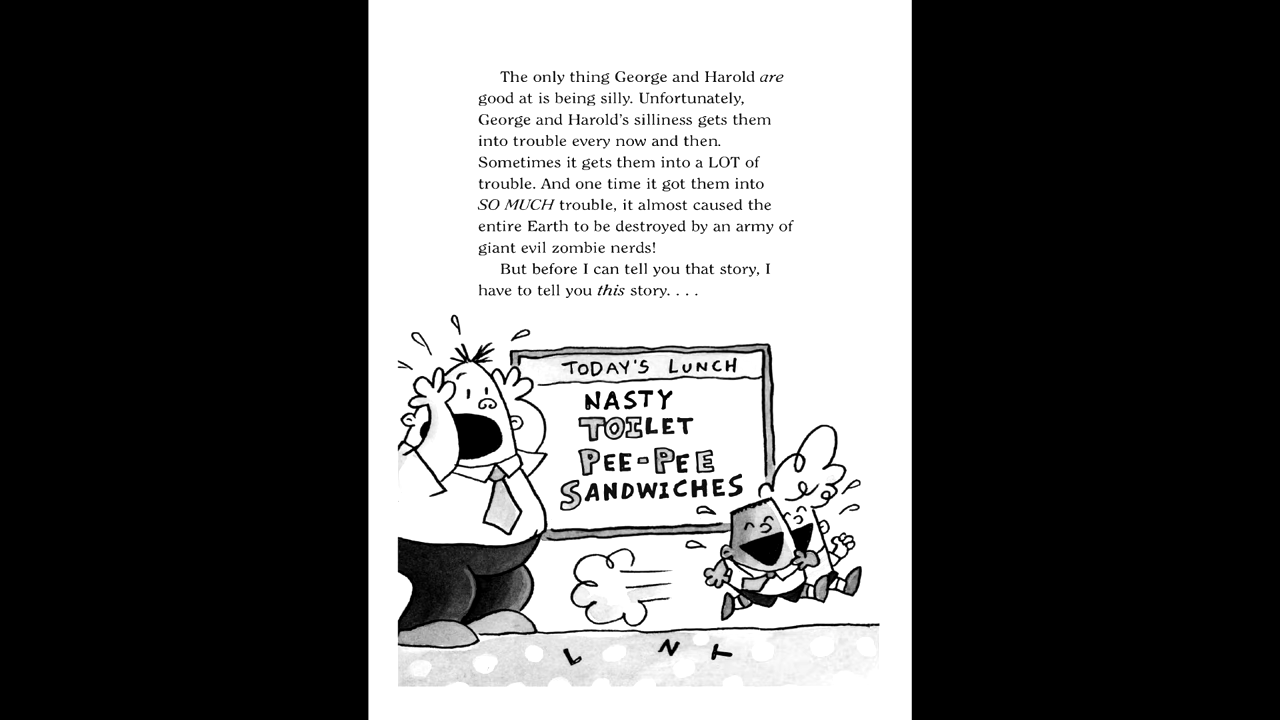 The only thing George and Harold are
good at is being silly. Unfortunately,
George and Harold's silliness gets them
into trouble every now and then.
Sometimes it gets them into a LOT of
trouble. And one time it got them into
SO MUCH trouble, it almost caused the
entire Earth to be destroyed by an army of
giant evil zombie nerds!
But before I can tell you that story, I
have to tell you this story. . . .
TODAY'S LUNCH
NASTY
TOILET
PEE-PEE
SANDWICHES
L N T